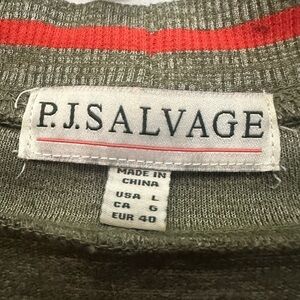 P.J.SALVAGE
MADE IN
CHINA
USA L
CA G
EUR 40